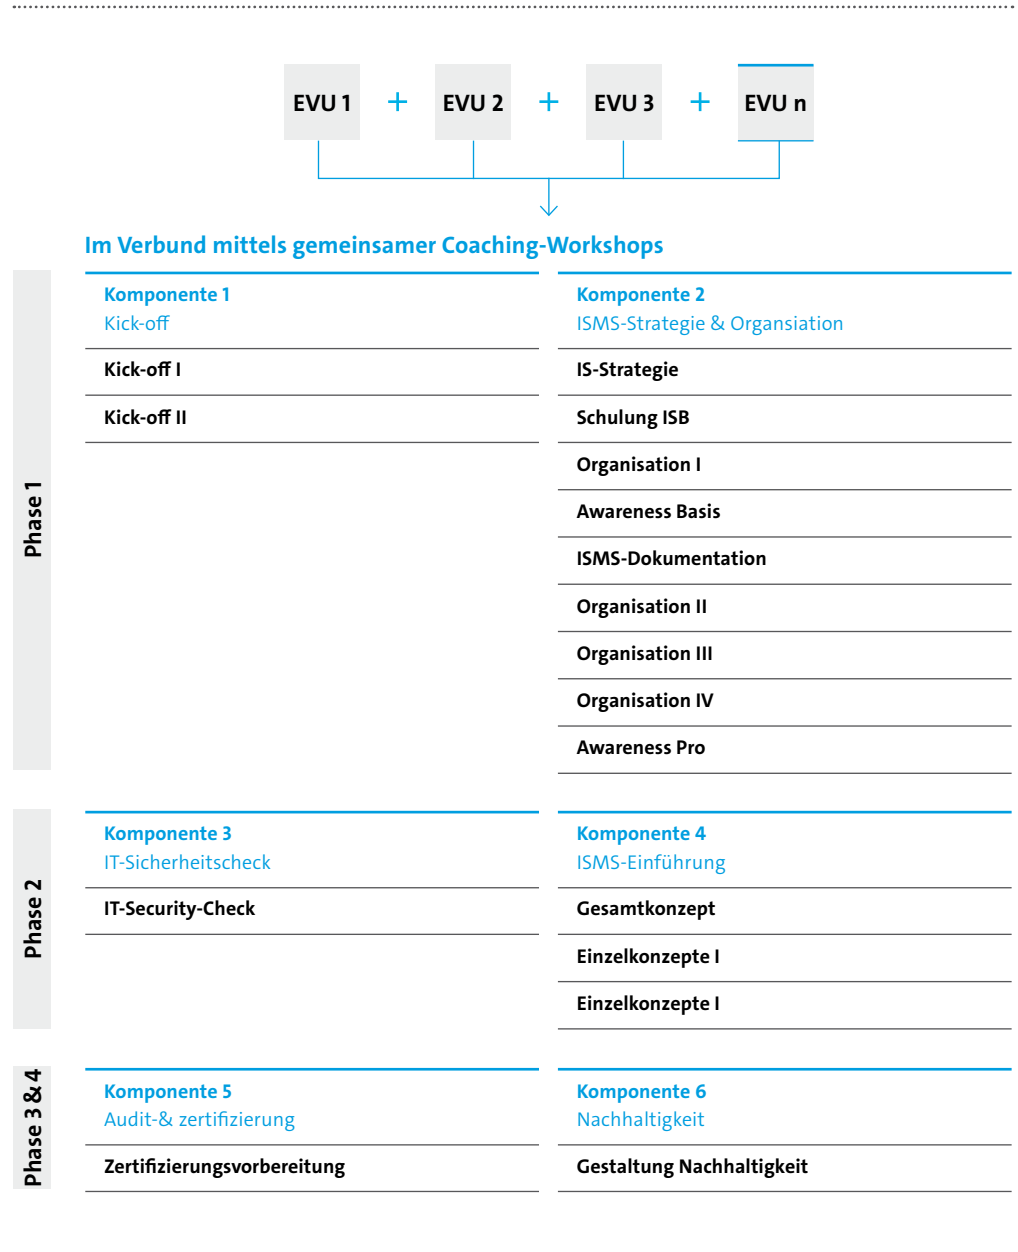 EVU 1 + EVU 2 + EVU 3 + EVU n
Im Verbund mittels gemeinsamer Coaching-Workshops
Phase 1
Komponente 1
Kick-off
Kick-off I
Kick-off II
Komponente 2
ISMS-Strategie & Organsiation
IS-Strategie
Schulung ISB
Organisation I
Awareness Basis
ISMS-Dokumentation
Organisation II
Organisation III
Organisation IV
Awareness Pro
Phase 2
Komponente 3
IT-Sicherheitscheck
IT-Security-Check
Komponente 4
ISMS-Einführung
Gesamtkonzept
Einzelkonzepte I
Einzelkonzepte I
Phase 3 & 4
Komponente 5
Audit-& zertifizierung
Zertifizierungsvorbereitung
Komponente 6
Nachhaltigkeit
Gestaltung Nachhaltigkeit